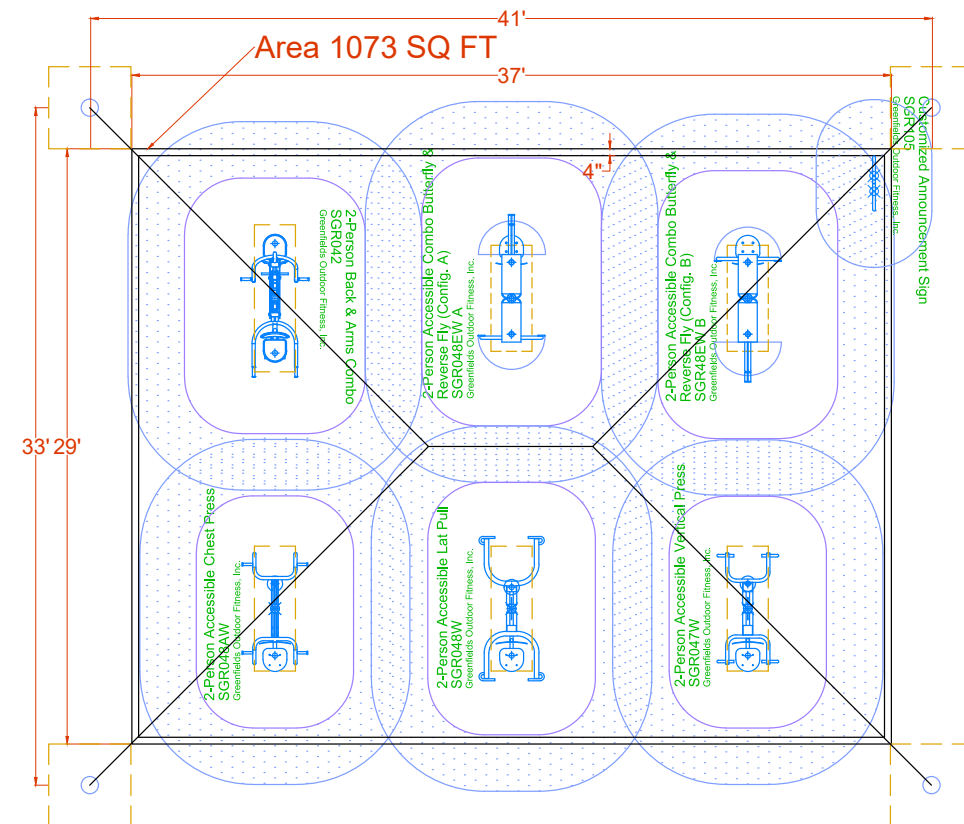 41'
Area 1073 SQ FT
37'
4"
33'
29'
Customized Announcement Sign
SGR105
Greenfields Outdoor Fitness, Inc.
2-Person Back & Arms Combo
SGR042
Greenfields Outdoor Fitness, Inc.
2-Person Accessible Combo Butterfly &
Reverse Fly (Config. A)
SGR048EW A
Greenfields Outdoor Fitness, Inc.
2-Person Accessible Combo Butterfly &
Reverse Fly (Config. B)
SGR48EW B
Greenfields Outdoor Fitness, Inc.
2-Person Accessible Chest Press
SGR048AW
Greenfields Outdoor Fitness, Inc.
2-Person Accessible Lat Pull
SGR048W
Greenfields Outdoor Fitness, Inc.
2-Person Accessible Vertical Press
SGR047W
Greenfields Outdoor Fitness, Inc.